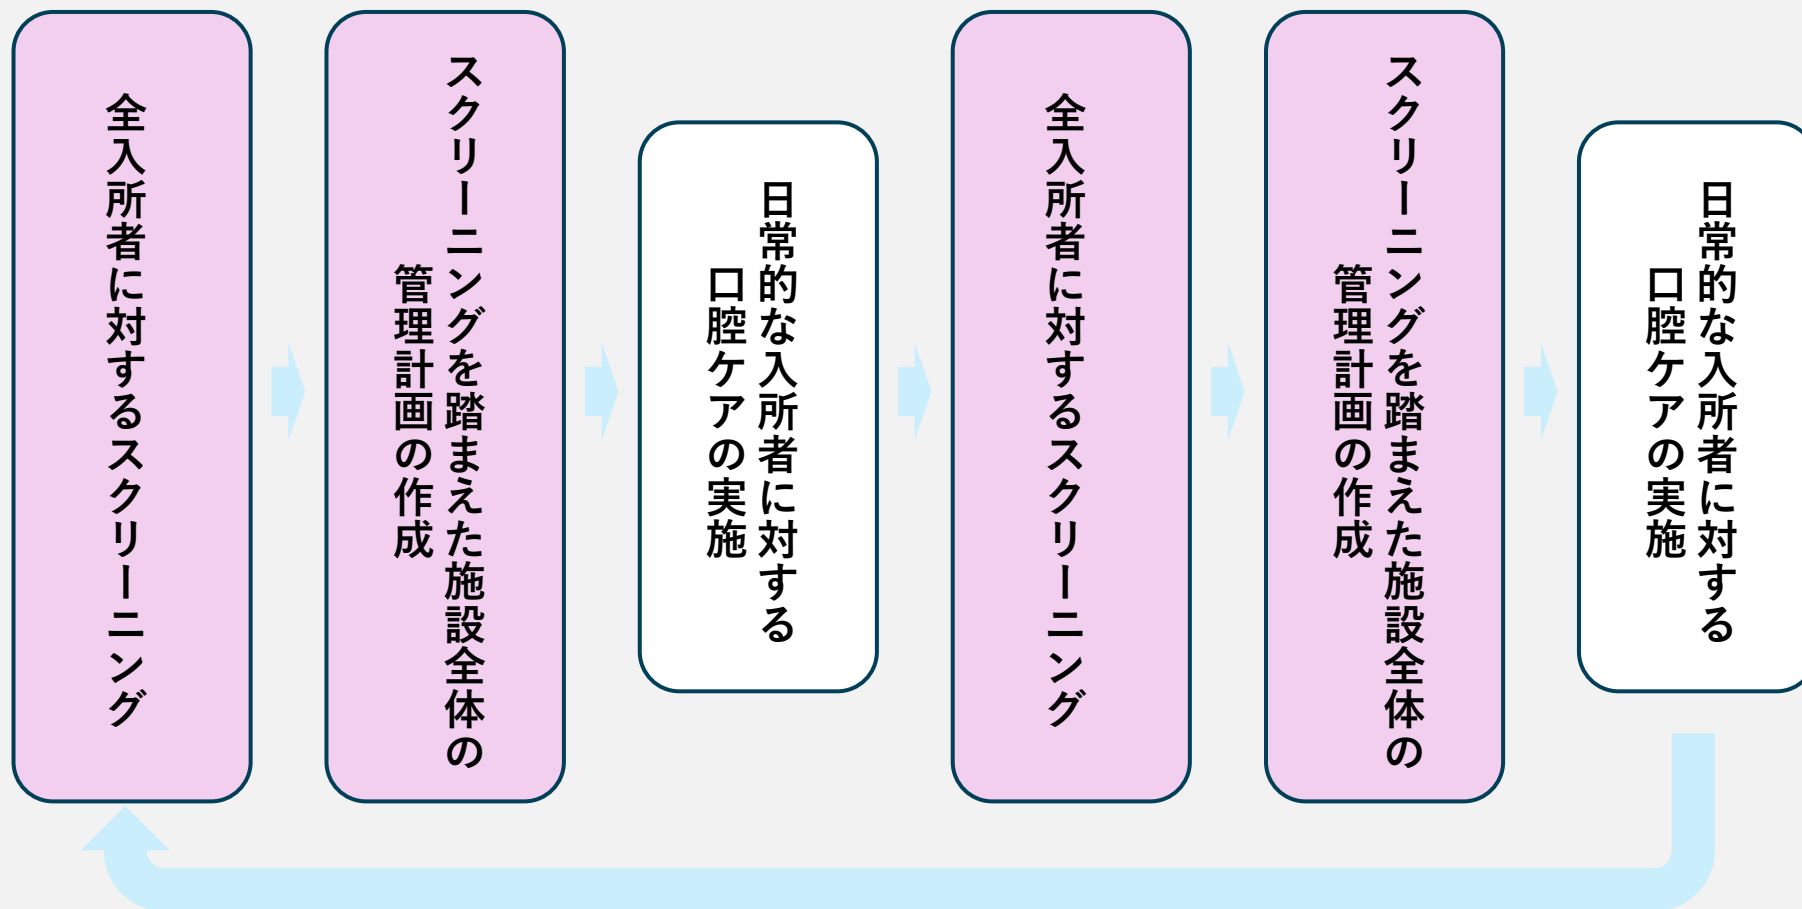 全入所者に対するスクリーニング
スクリーニングを踏まえた施設全体の
管理計画の作成
日常的な入所者に対する
口腔ケアの実施
全入所者に対するスクリーニング
スクリーニングを踏まえた施設全体の
管理計画の作成
日常的な入所者に対する
口腔ケアの実施